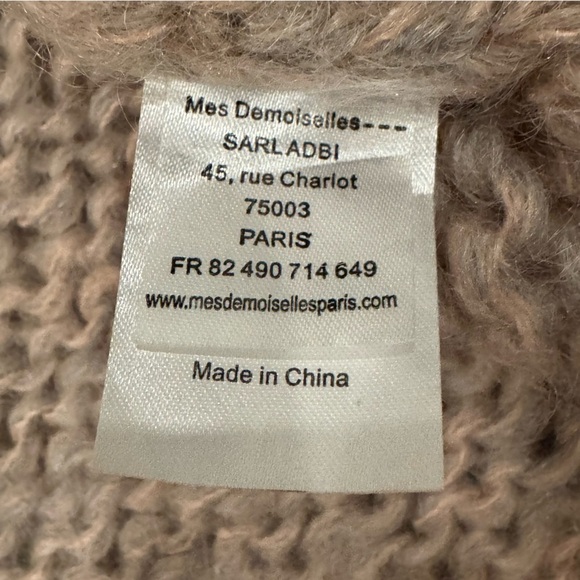 Mes Demoiselles---
SARL ADBI
45, rue Charlot
75003
PARIS
FR 82 490 714 649
www.mesdemoisellesparis.com
Made in China